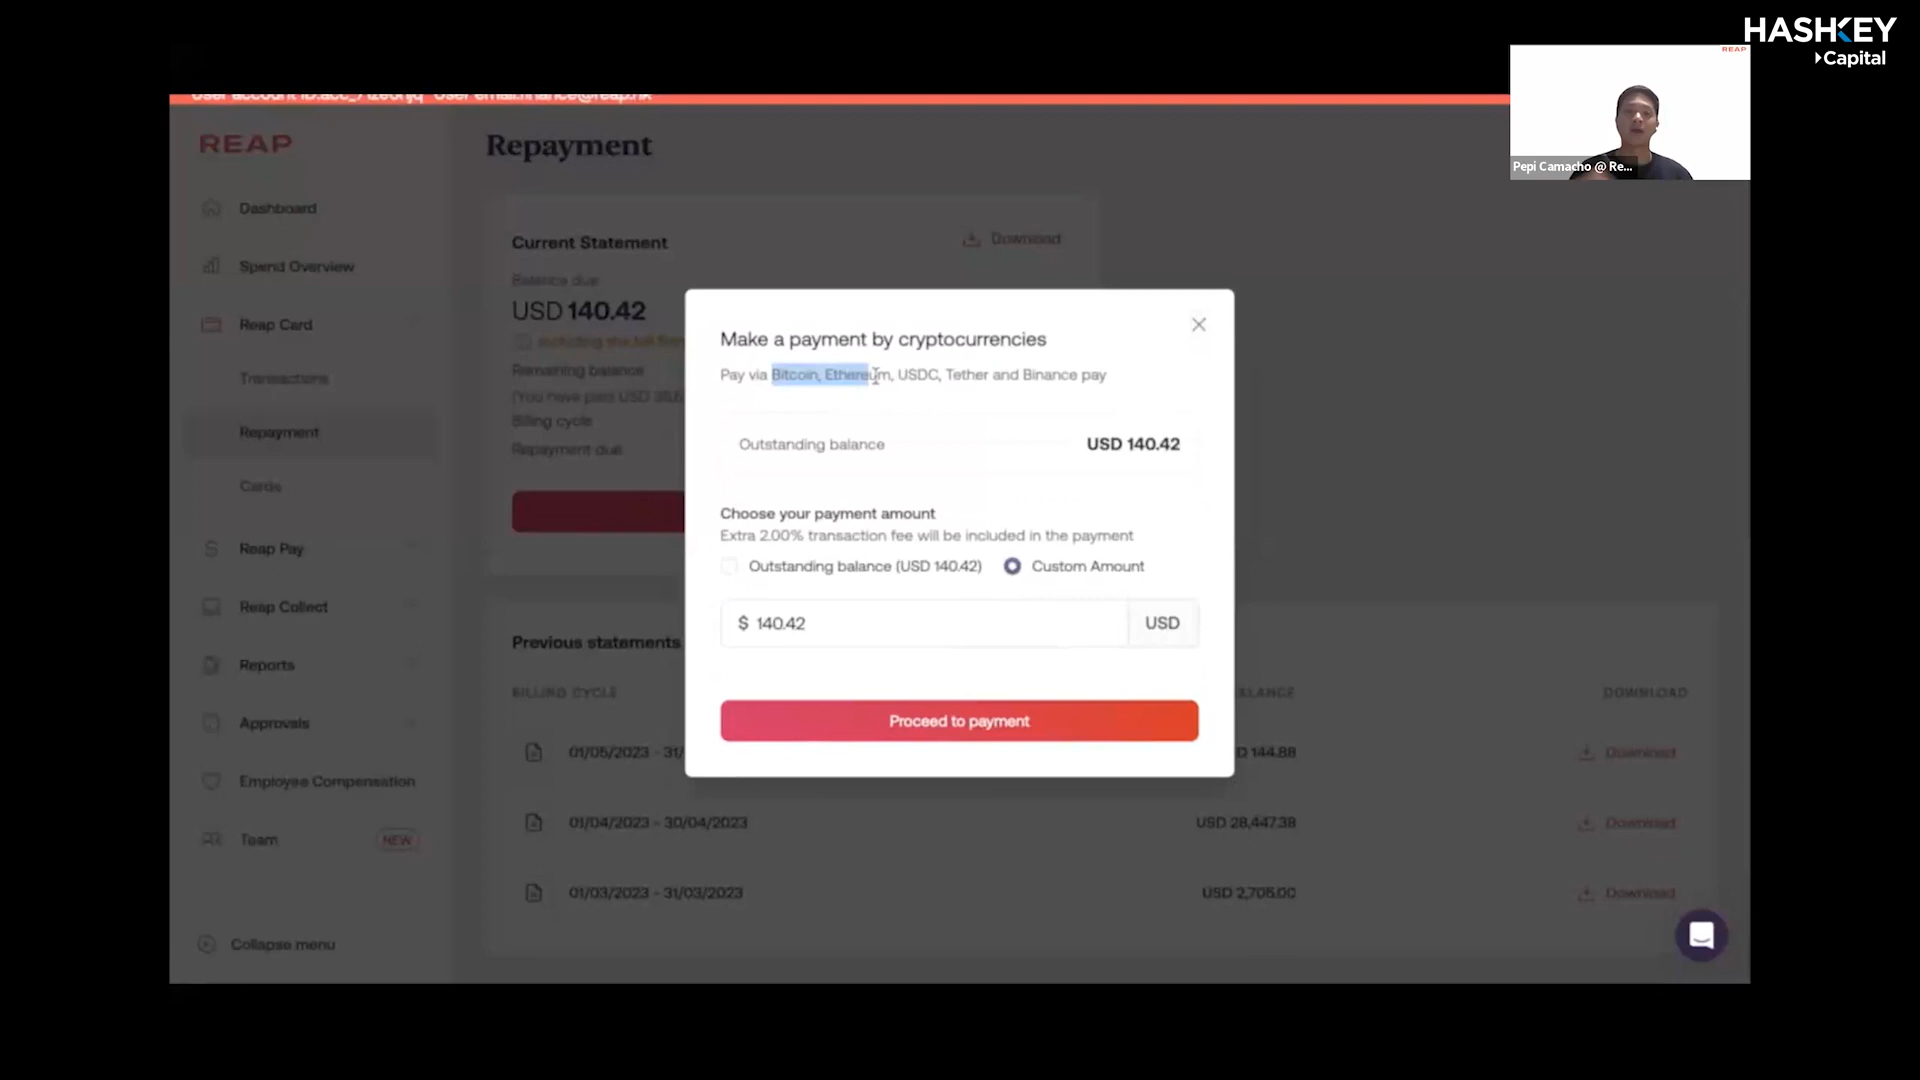 HASHKEY
Capital
REAP
Pepi Camacho @ Re...
REAP
Dashboard
Spend Overview
Reap Card
Transactions
Repayment
Cards
Reap Pay
Reap Collect
Reports
Approvals
Employee Compensation
Team NEW
Collapse menu
Repayment
Current Statement
Download
Balance due
USD 140.42
Remaining balance
Billing cycle
Repayment due
Make a payment by cryptocurrencies
Pay via Bitcoin, Ethereum, USDC, Tether and Binance pay
Outstanding balance USD 140.42
Choose your payment amount
Extra 2.00% transaction fee will be included in the payment
Outstanding balance (USD 140.42) Custom Amount
$ 140.42 USD
Proceed to payment
Previous statements
BILLING CYCLE DOWNLOAD
01/05/2023 - 31/ 144.88 Download
01/04/2023 - 30/04/2023 USD 28,447.38 Download
01/03/2023 - 31/03/2023 USD 2,705.00 Download